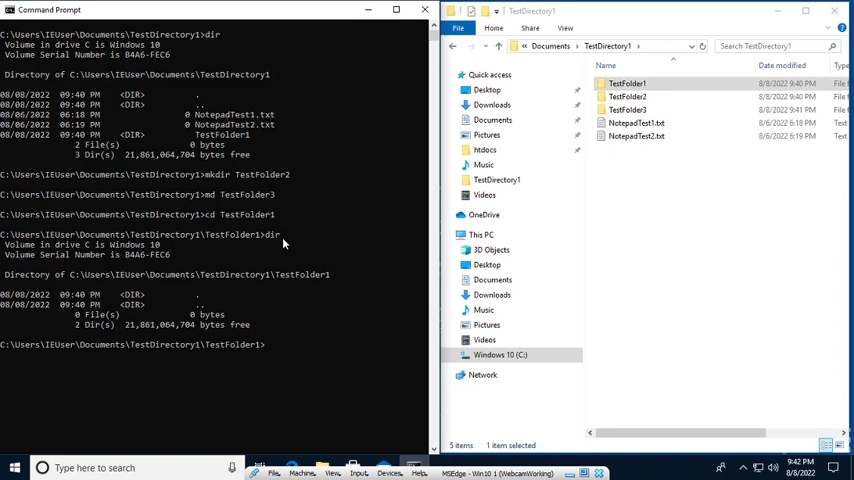 Command Prompt
C:\Users\IEUser\Documents\TestDirectory1>dir
Volume in drive C is Windows 10
Volume Serial Number is B4A6-FEC6
Directory of C:\Users\IEUser\Documents\TestDirectory1
08/08/2022 09:40 PM <DIR> .
08/08/2022 09:40 PM <DIR> ..
08/06/2022 06:18 PM 0 NotepadTest1.txt
08/06/2022 06:19 PM 0 NotepadTest2.txt
08/08/2022 09:40 PM <DIR> TestFolder1
2 File(s) 0 bytes
3 Dir(s) 21,861,064,704 bytes free
C:\Users\IEUser\Documents\TestDirectory1>mkdir TestFolder2
C:\Users\IEUser\Documents\TestDirectory1>md TestFolder3
C:\Users\IEUser\Documents\TestDirectory1>cd TestFolder1
C:\Users\IEUser\Documents\TestDirectory1\TestFolder1>dir
Volume in drive C is Windows 10
Volume Serial Number is B4A6-FEC6
Directory of C:\Users\IEUser\Documents\TestDirectory1\TestFolder1
08/08/2022 09:40 PM <DIR> .
08/08/2022 09:40 PM <DIR> ..
0 File(s) 0 bytes
2 Dir(s) 21,861,064,704 bytes free
C:\Users\IEUser\Documents\TestDirectory1\TestFolder1>
TestDirectory1
File Home Share View
Documents > TestDirectory1 > Search TestDirectory1
Quick access
Desktop
Downloads
Documents
Pictures
htdocs
Music
TestDirectory1
Videos
OneDrive
This PC
3D Objects
Desktop
Documents
Downloads
Music
Pictures
Videos
Windows 10 (C:)
Network
Name Date modified Type
TestFolder1 8/8/2022 9:40 PM File f
TestFolder2 8/8/2022 9:40 PM File f
TestFolder3 8/8/2022 9:41 PM File f
NotepadTest1.txt 8/6/2022 6:18 PM Text
NotepadTest2.txt 8/6/2022 6:19 PM Text
5 items 1 item selected
Type here to search
File Machine View Input Devices Help MSEdge - Win10 1 (WebcamWorking)
9:42 PM
8/8/2022